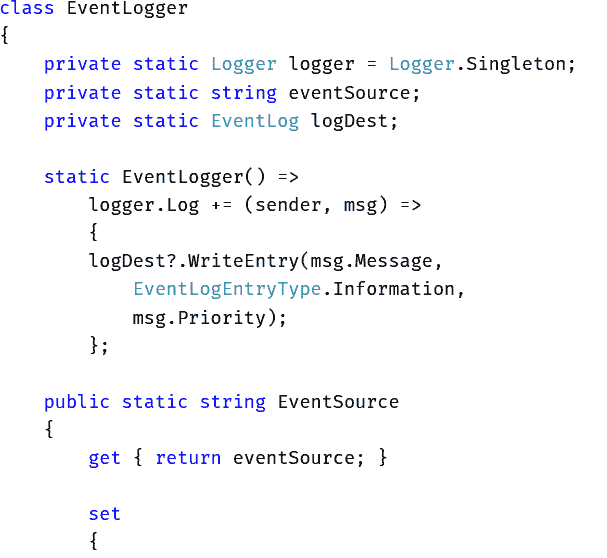 class EventLogger
{
    private static Logger logger = Logger.Singleton;
    private static string eventSource;
    private static EventLog logDest;

    static EventLogger() =>
        logger.Log += (sender, msg) =>
        {
        logDest?.WriteEntry(msg.Message,
            EventLogEntryType.Information,
            msg.Priority);
        };

    public static string EventSource
    {
        get { return eventSource; }

        set
        {